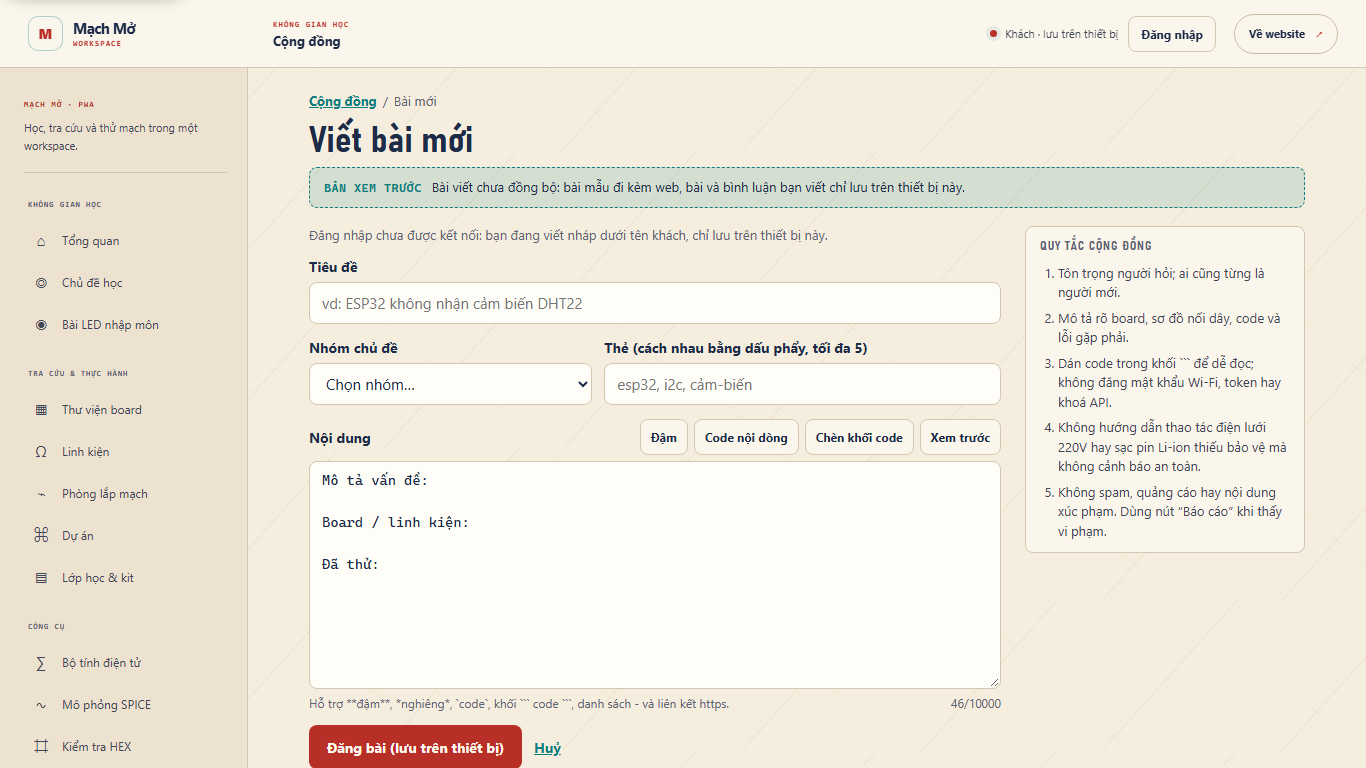 M
Mạch Mở
WORKSPACE
KHÔNG GIAN HỌC
Cộng đồng
Khách · lưu trên thiết bị
Đăng nhập
Về website ↗
MẠCH MỞ · PWA
Học, tra cứu và thử mạch trong một
workspace.
KHÔNG GIAN HỌC
Tổng quan
Chủ đề học
Bài LED nhập môn
TRA CỨU & THỰC HÀNH
Thư viện board
Linh kiện
Phòng lắp mạch
Dự án
Lớp học & kit
CÔNG CỤ
Bộ tính điện tử
Mô phỏng SPICE
Kiểm tra HEX
Cộng đồng / Bài mới
Viết bài mới
BẢN XEM TRƯỚC Bài viết chưa đồng bộ: bài mẫu đi kèm web, bài và bình luận bạn viết chỉ lưu trên thiết bị này.
Đăng nhập chưa được kết nối: bạn đang viết nháp dưới tên khách, chỉ lưu trên thiết bị này.
Tiêu đề
vd: ESP32 không nhận cảm biến DHT22
Nhóm chủ đề
Thẻ (cách nhau bằng dấu phẩy, tối đa 5)
Chọn nhóm...
esp32, i2c, cảm-biến
Nội dung
Đậm
Code nội dòng
Chèn khối code
Xem trước
Mô tả vấn đề:
Board / linh kiện:
Đã thử:
Hỗ trợ **đậm**, *nghiêng*, `code`, khối ``` code ```, danh sách - và liên kết https.
46/10000
Đăng bài (lưu trên thiết bị)
Huỷ
QUY TẮC CỘNG ĐỒNG
1. Tôn trọng người hỏi; ai cũng từng là
người mới.
2. Mô tả rõ board, sơ đồ nối dây, code và
lỗi gặp phải.
3. Dán code trong khối ``` để dễ đọc;
không đăng mật khẩu Wi-Fi, token hay
khoá API.
4. Không hướng dẫn thao tác điện lưới
220V hay sạc pin Li-ion thiếu bảo vệ mà
không cảnh báo an toàn.
5. Không spam, quảng cáo hay nội dung
xúc phạm. Dùng nút “Báo cáo” khi thấy
vi phạm.